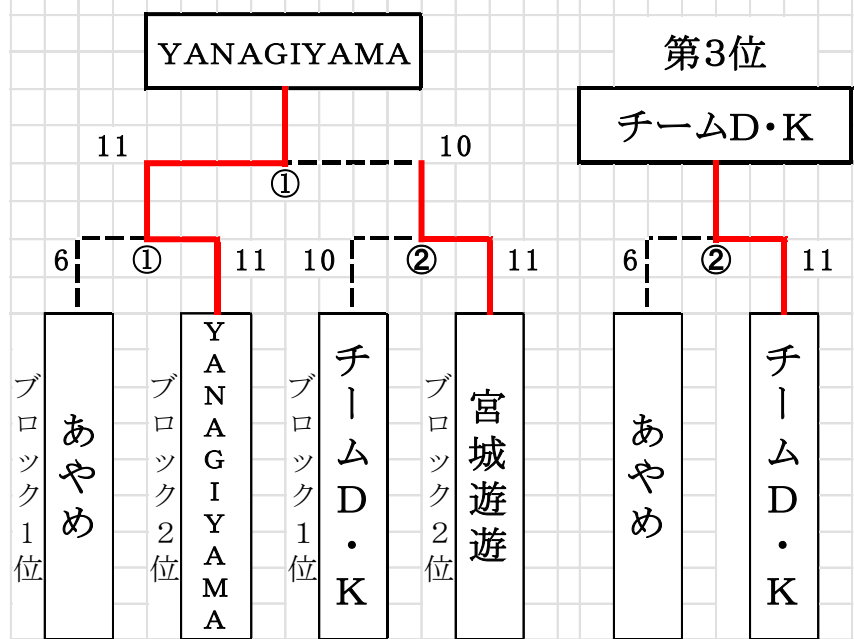 YANAGIYAMA
第3位
チームD・K
11
10
①
6
①
11
10
②
11
6
②
11
ブロック1位
あやめ
ブロック2位
YANAGIYAMA
ブロック1位
チームD・K
ブロック2位
宮城遊遊
あやめ
チームD・K